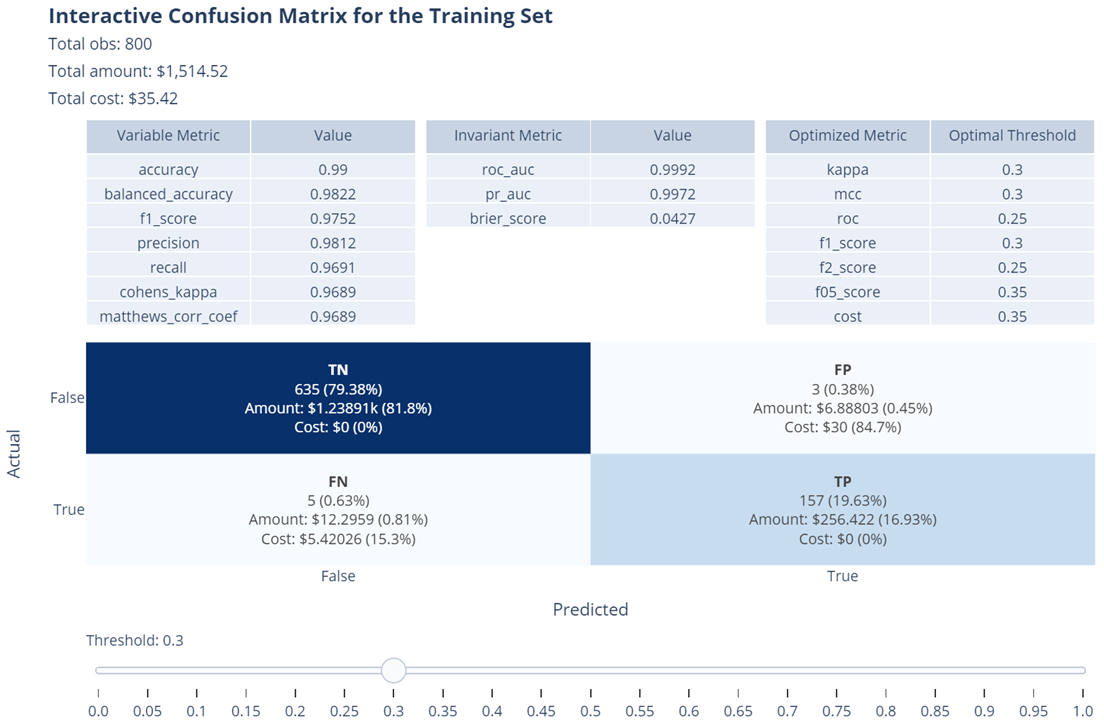 Interactive Confusion Matrix for the Training Set
Total obs: 800
Total amount: $1,514.52
Total cost: $35.42
Variable Metric Value
accuracy 0.99
balanced_accuracy 0.9822
f1_score 0.9752
precision 0.9812
recall 0.9691
cohens_kappa 0.9689
matthews_corr_coef 0.9689
Invariant Metric Value
roc_auc 0.9992
pr_auc 0.9972
brier_score 0.0427
Optimized Metric Optimal Threshold
kappa 0.3
mcc 0.3
roc 0.25
f1_score 0.3
f2_score 0.25
f05_score 0.35
cost 0.35
Actual
False
TN
635 (79.38%)
Amount: $1.23891k (81.8%)
Cost: $0 (0%)
FP
3 (0.38%)
Amount: $6.88803 (0.45%)
Cost: $30 (84.7%)
True
FN
5 (0.63%)
Amount: $12.2959 (0.81%)
Cost: $5.42026 (15.3%)
TP
157 (19.63%)
Amount: $256.422 (16.93%)
Cost: $0 (0%)
False True
Predicted
Threshold: 0.3
0.0 0.05 0.1 0.15 0.2 0.25 0.3 0.35 0.4 0.45 0.5 0.55 0.6 0.65 0.7 0.75 0.8 0.85 0.9 0.95 1.0